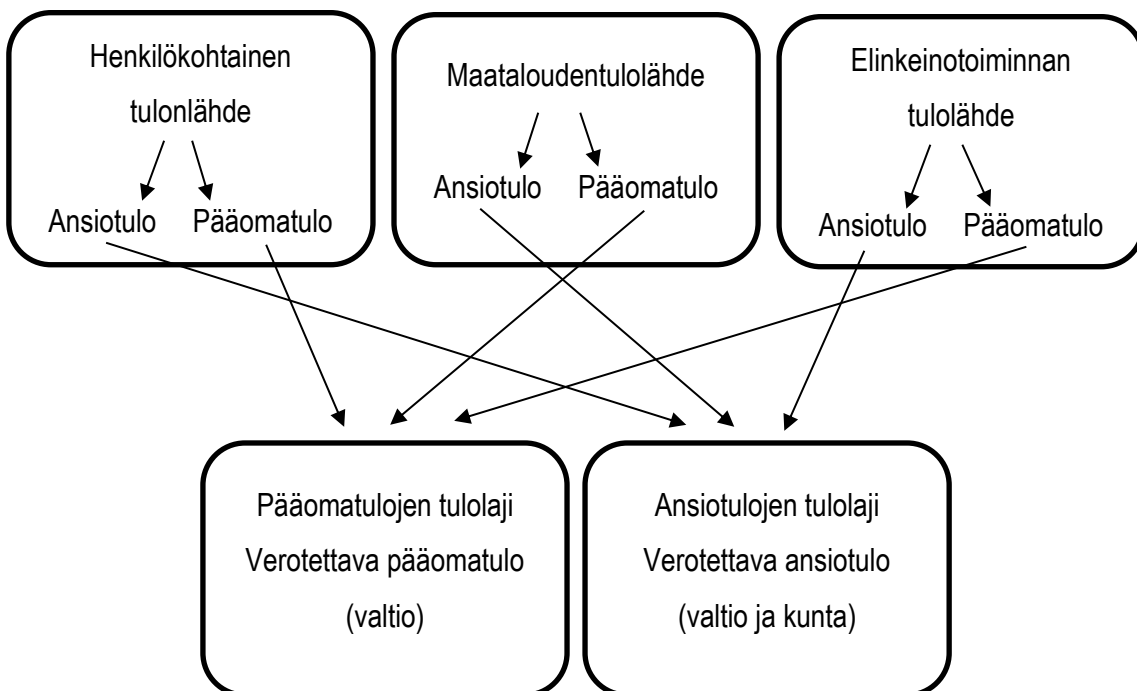 Henkilökohtainen
tulonlähde
Ansiotulo Pääomatulo
Maataloudentulolähde
Ansiotulo Pääomatulo
Elinkeinotoiminnan
tulolähde
Ansiotulo Pääomatulo
Pääomatulojen tulolaji
Verotettava pääomatulo
(valtio)
Ansiotulojen tulolaji
Verotettava ansiotulo
(valtio ja kunta)